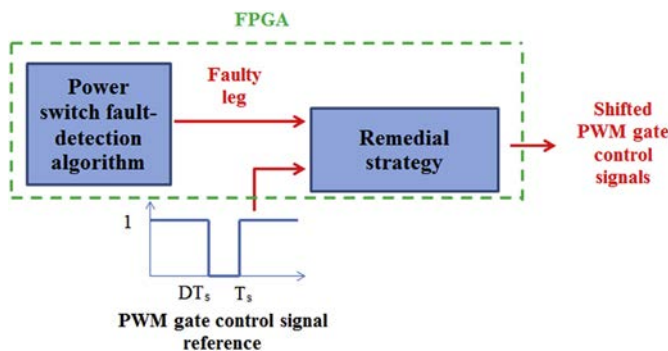 FPGA
Power
switch fault-
detection
algorithm
Faulty
leg
Remedial
strategy
Shifted
PWM gate
control
signals
1
DTs
Ts
PWM gate control signal
reference